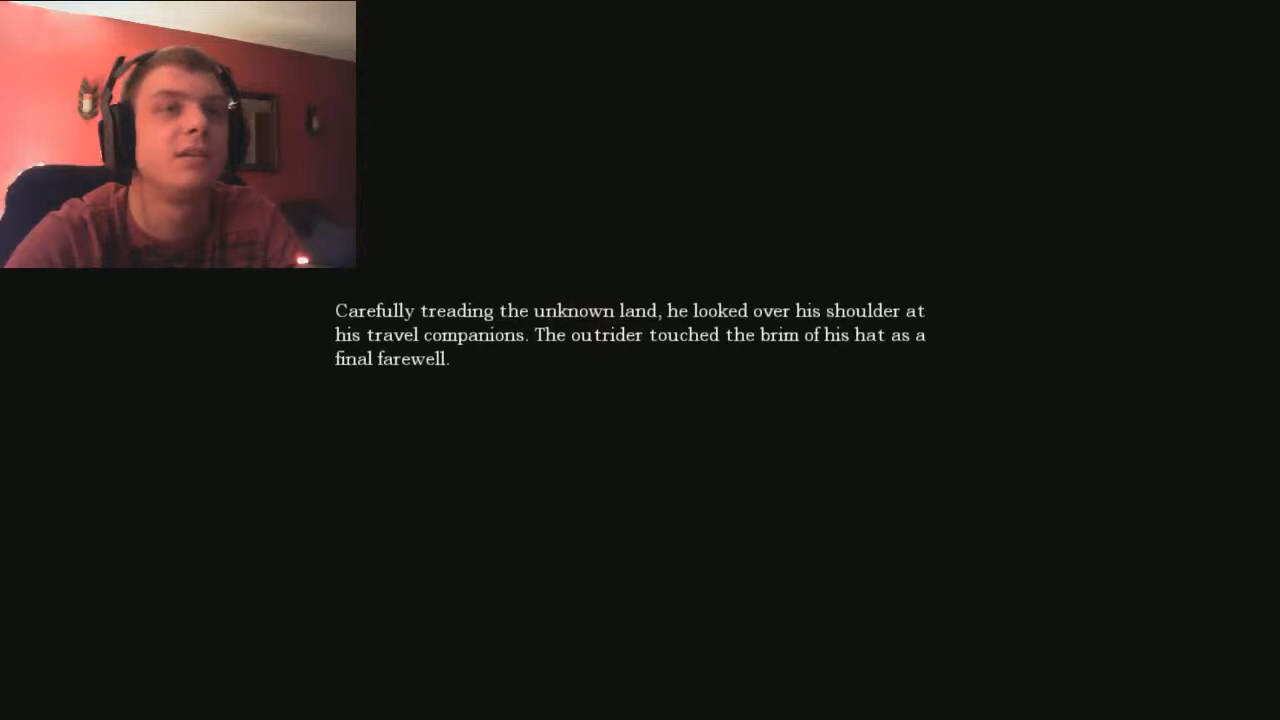 Carefully treading the unknown land, he looked over his shoulder at
his travel companions. The outrider touched the brim of his hat as a
final farewell.